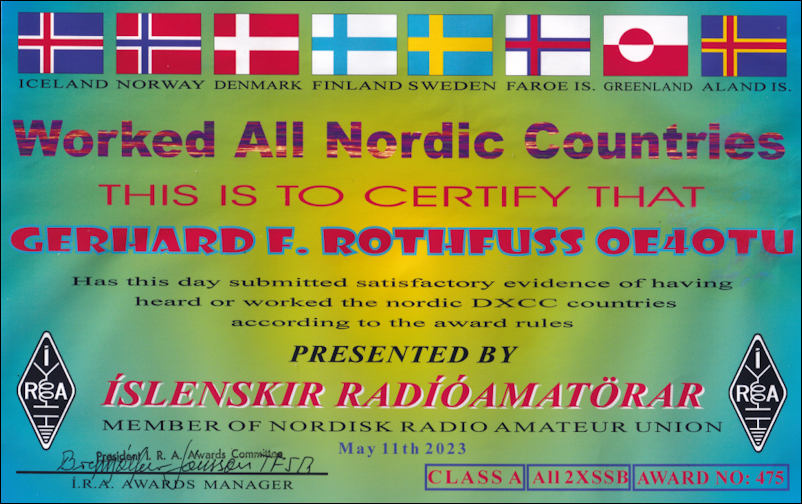 ICELAND NORWAY DENMARK FINLAND SWEDEN FAROE IS. GREENLAND ALAND IS.
Worked All Nordic Countries
THIS IS TO CERTIFY THAT
GERHARD F. ROTHFUSS OE4OTU
Has this day submitted satisfactory evidence of having
heard or worked the nordic DXCC countries
according to the award rules
PRESENTED BY
ÍSLENSKIR RADÍÓAMATÖRAR
MEMBER OF NORDISK RADIO AMATEUR UNION
May 11th 2023
President Í. R. A. Awards Committe
Í.R.A. AWARDS MANAGER
CLASS A All 2XSSB AWARD NO: 475